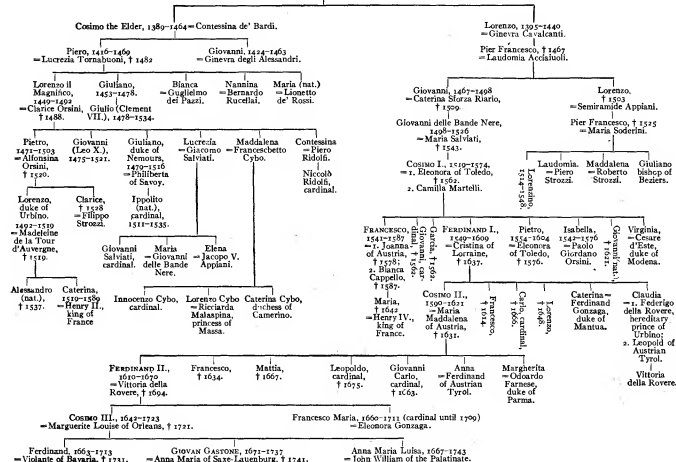 Cosimo the Elder, 1389-1464=Contessina de' Bardi.
Lorenzo, 1395-1440
=Ginevra Cavalcanti.
Piero, 1416-1469
=Lucrezia Tornabuoni, † 1482
Giovanni, 1424-1463
=Ginevra degli Alessandri.
Pier Francesco, † 1467
=Laudomia Acciaiuoli.
Lorenzo il
Magnifico,
1449-1492
=Clarice Orsini,
† 1488.
Giuliano,
1453-1478.
Giulio (Clement
VII.), 1478-1534.
Bianca
=Guglielmo
dei Pazzi.
Nannina
=Bernardo
Rucellai.
Maria (nat.)
=Lionetto
de' Rossi.
Giovanni, 1467-1498
=Caterina Sforza Riario,
† 1509.
Lorenzo,
† 1503
=Semiramide Appiani.
Giovanni delle Bande Nere,
1498-1526
=Maria Salviati,
† 1543.
Pier Francesco, † 1525
=Maria Soderini.
Pietro,
1471-1503
=Alfonsina
Orsini,
† 1520.
Giovanni
(Leo X.),
1475-1521.
Giuliano,
duke of
Nemours,
1479-1516
=Philiberta
of Savoy.
Lucrezia
=Giacomo
Salviati.
Maddalena
=Francescbetto
Cybo.
Contessina
=Piero
Ridolfi.
Niccolò
Ridolfi,
cardinal.
Cosimo I., 1519-1574,
=1. Eleonora of Toledo,
† 1562.
2. Camilla Martelli.
Lorenzino,
1514-1548.
Laudomia.
=Piero
Strozzi.
Maddalena
=Roberto
Strozzi.
Giuliano
bishop of
Beziers.
Lorenzo,
duke of
Urbino.
1492-1519
=Madeleine
de la Tour
d'Auvergne,
† 1519.
Clarice,
† 1528
=Filippo
Strozzi.
Ippolito
(nat.),
cardinal,
1511-1535.
Giovanni
Salviati,
cardinal.
Maria
=Giovanni
delle Bande
Nere.
Elena
=Jacopo V.
Appiani.
Francesco,
1541-1587
=1. Joanna
of Austria,
† 1578;
2. Bianca
Cappello,
† 1587.
Giovanni, car-
dinal † 1562.
Garcia, † 1562.
Ferdinand I.,
1549-1609
=Cristina of
Lorraine,
† 1637.
Pietro,
1554-1604
=Eleonora
of Toledo,
† 1576.
Isabella,
1542-1576
=Paolo
Giordano
Orsini.
Giovanni (nat.),
† 1621.
Virginia,
=Cesare
d'Este,
duke of
Modena.
Alessandro
(nat.),
† 1537.
Caterina,
1519-1589
=Henry II.,
king of
France
Innocenzo Cybo,
cardinal.
Lorenzo Cybo
=Ricciarda
Malaspina,
princess of
Massa.
Caterina Cybo,
duchess of
Camerino.
Maria,
† 1642
=Henry IV.,
king of
France.
Cosimo II.,
1590-1621
=Maria
Maddalena
of Austria,
† 1631.
Francesco,
† 1614.
Carlo, cardinal,
† 1666.
Lorenzo,
† 1648.
Caterina=
Ferdinand
Gonzaga,
duke of
Mantua.
Claudia
=1. Federigo
della Rovere,
hereditary
prince of
Urbino;
2. Leopold of
Austrian
Tyrol.
Vittoria
della Rovere.
Ferdinand II.,
1610-1670
=Vittoria della
Rovere, † 1694.
Francesco,
† 1634.
Mattia,
† 1667.
Leopoldo,
cardinal,
† 1675.
Giovanni
Carlo,
cardinal,
† 1663.
Anna
=Ferdinand
of Austrian
Tyrol
Margherita
=Odoardo
Farnese,
duke of
Parma.
Cosimo III., 1642-1723
=Marguerite Louise of Orleans, † 1721.
Francesco Maria, 1660-1711 (cardinal until 1709)
=Eleonora Gonzaga.
Ferdinand, 1663-1713
=Violante of Bavaria, † 1731.
Giovan Gastone, 1671-1737
=Anna Maria of Saxe-Lauenburg, † 1741.
Anna Maria Luisa, 1667-1743
=John William of the Palatinate.